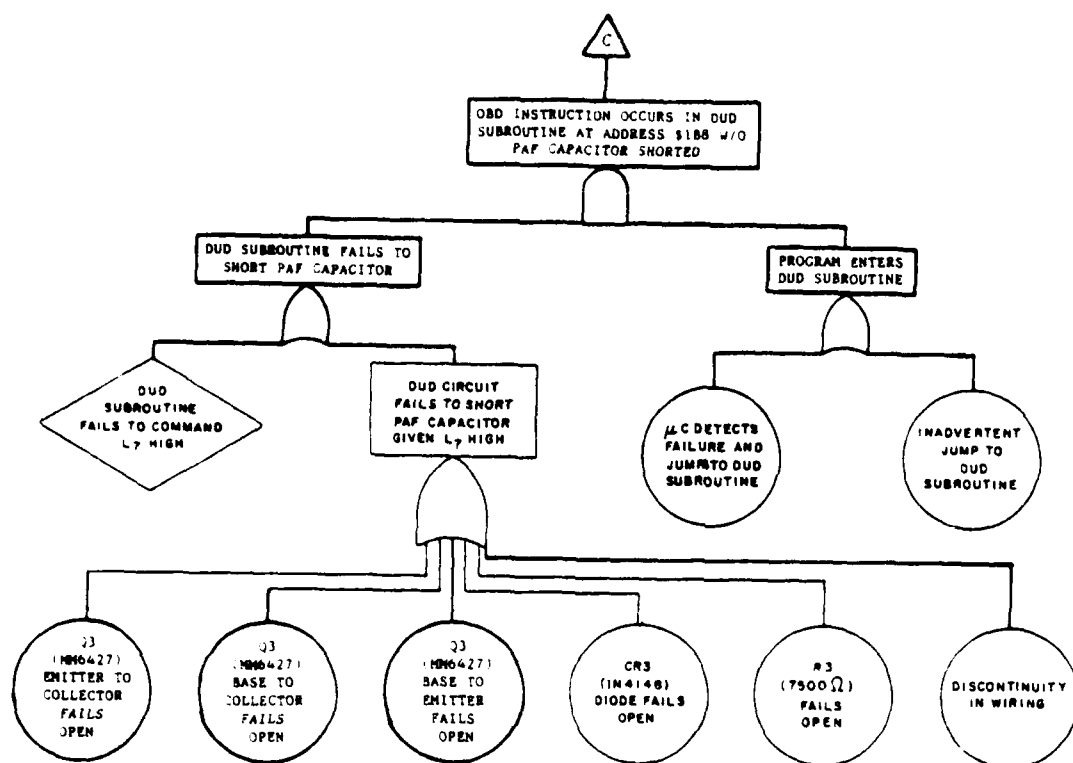 C
OBD INSTRUCTION OCCURS IN DUD
SUBROUTINE AT ADDRESS $1B8 W/O
PAF CAPACITOR SHORTED
DUD SUBROUTINE FAILS TO
SHORT PAF CAPACITOR
PROGRAM ENTERS
DUD SUBROUTINE
DUD
SUBROUTINE
FAILS TO COMMAND
L7 HIGH
DUD CIRCUIT
FAILS TO SHORT
PAF CAPACITOR
GIVEN L7 HIGH
μC DETECTS
FAILURE AND
JUMPS TO DUD
SUBROUTINE
INADVERTENT
JUMP TO
DUD
SUBROUTINE
Q3
(MM6427)
EMITTER TO
COLLECTOR
FAILS
OPEN
Q3
(MM6427)
BASE TO
COLLECTOR
FAILS
OPEN
Q3
(MM6427)
BASE TO
EMITTER
FAILS
OPEN
CR3
(1N4148)
DIODE FAILS
OPEN
R3
(7500Ω)
FAILS
OPEN
DISCONTINUITY
IN WIRING